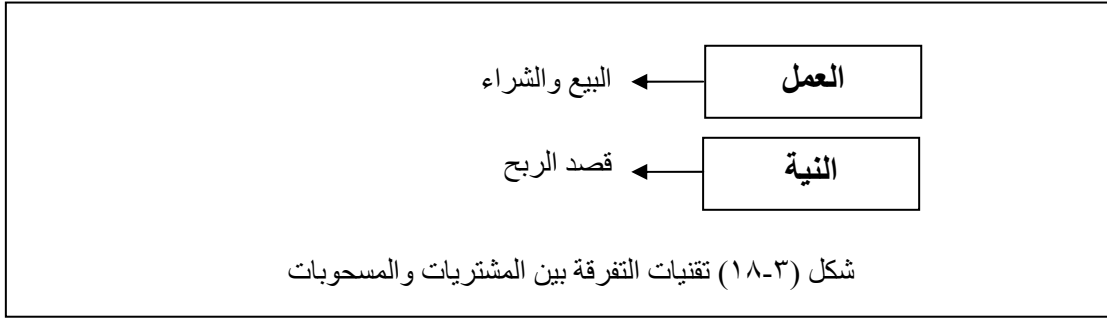 العمل
البيع والشراء
النية
قصد الربح
شكل (٣-١٨) تقنيات التفرقة بين المشتريات والمسحوبات